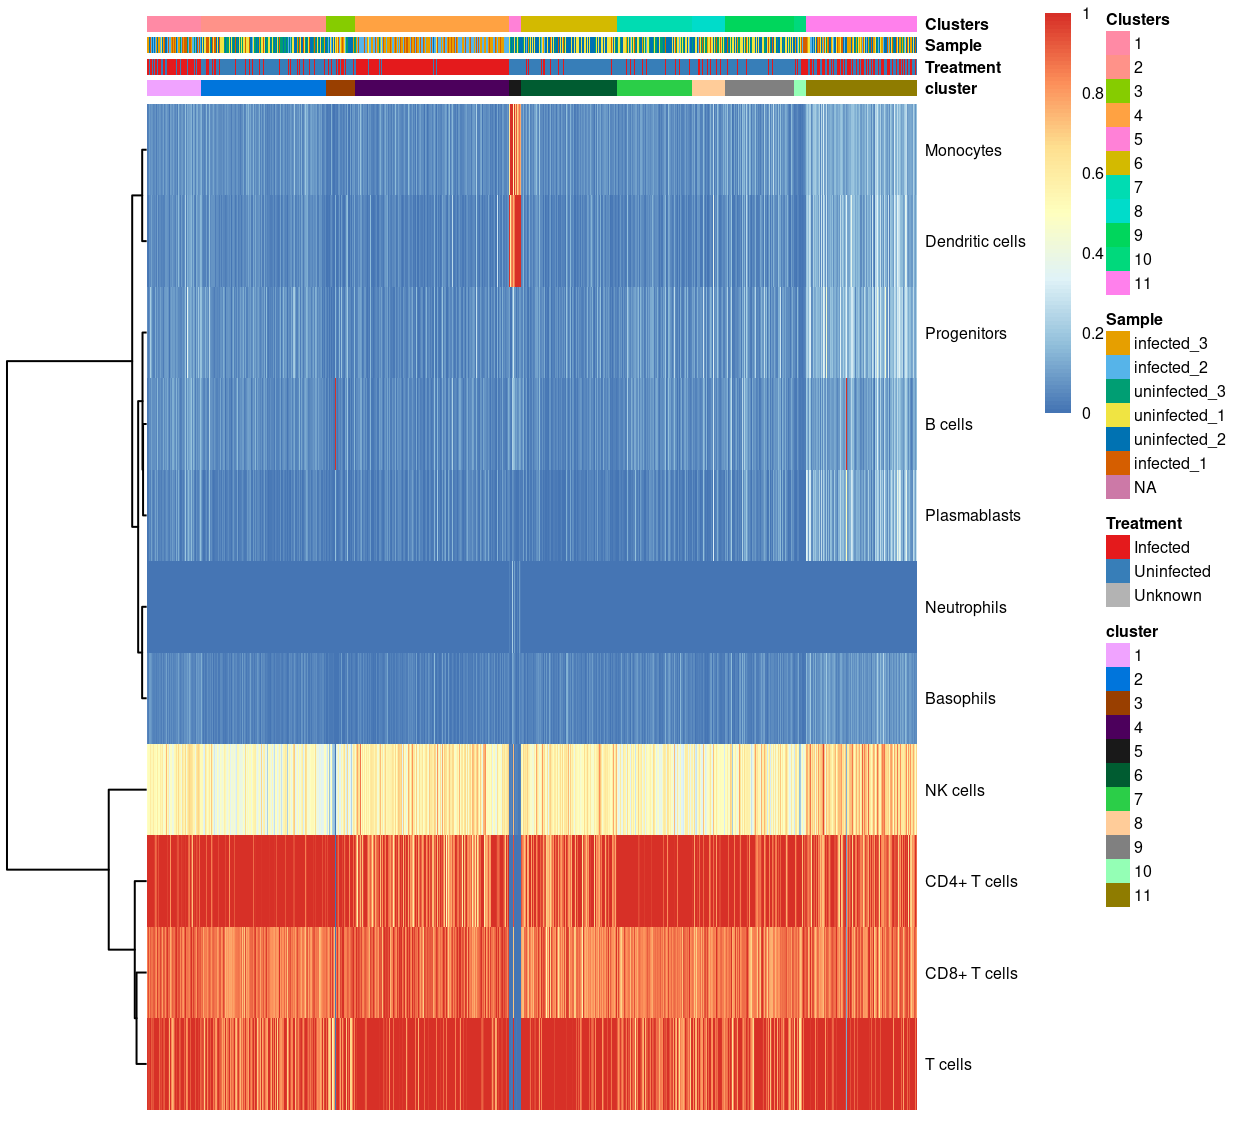 Clusters
Sample
Treatment
cluster
Monocytes
Dendritic cells
Progenitors
B cells
Plasmablasts
Neutrophils
Basophils
NK cells
CD4+ T cells
CD8+ T cells
T cells
1
0.8
0.6
0.4
0.2
0
Clusters
1
2
3
4
5
6
7
8
9
10
11
Sample
infected_3
infected_2
uninfected_3
uninfected_1
uninfected_2
infected_1
NA
Treatment
Infected
Uninfected
Unknown
cluster
1
2
3
4
5
6
7
8
9
10
11